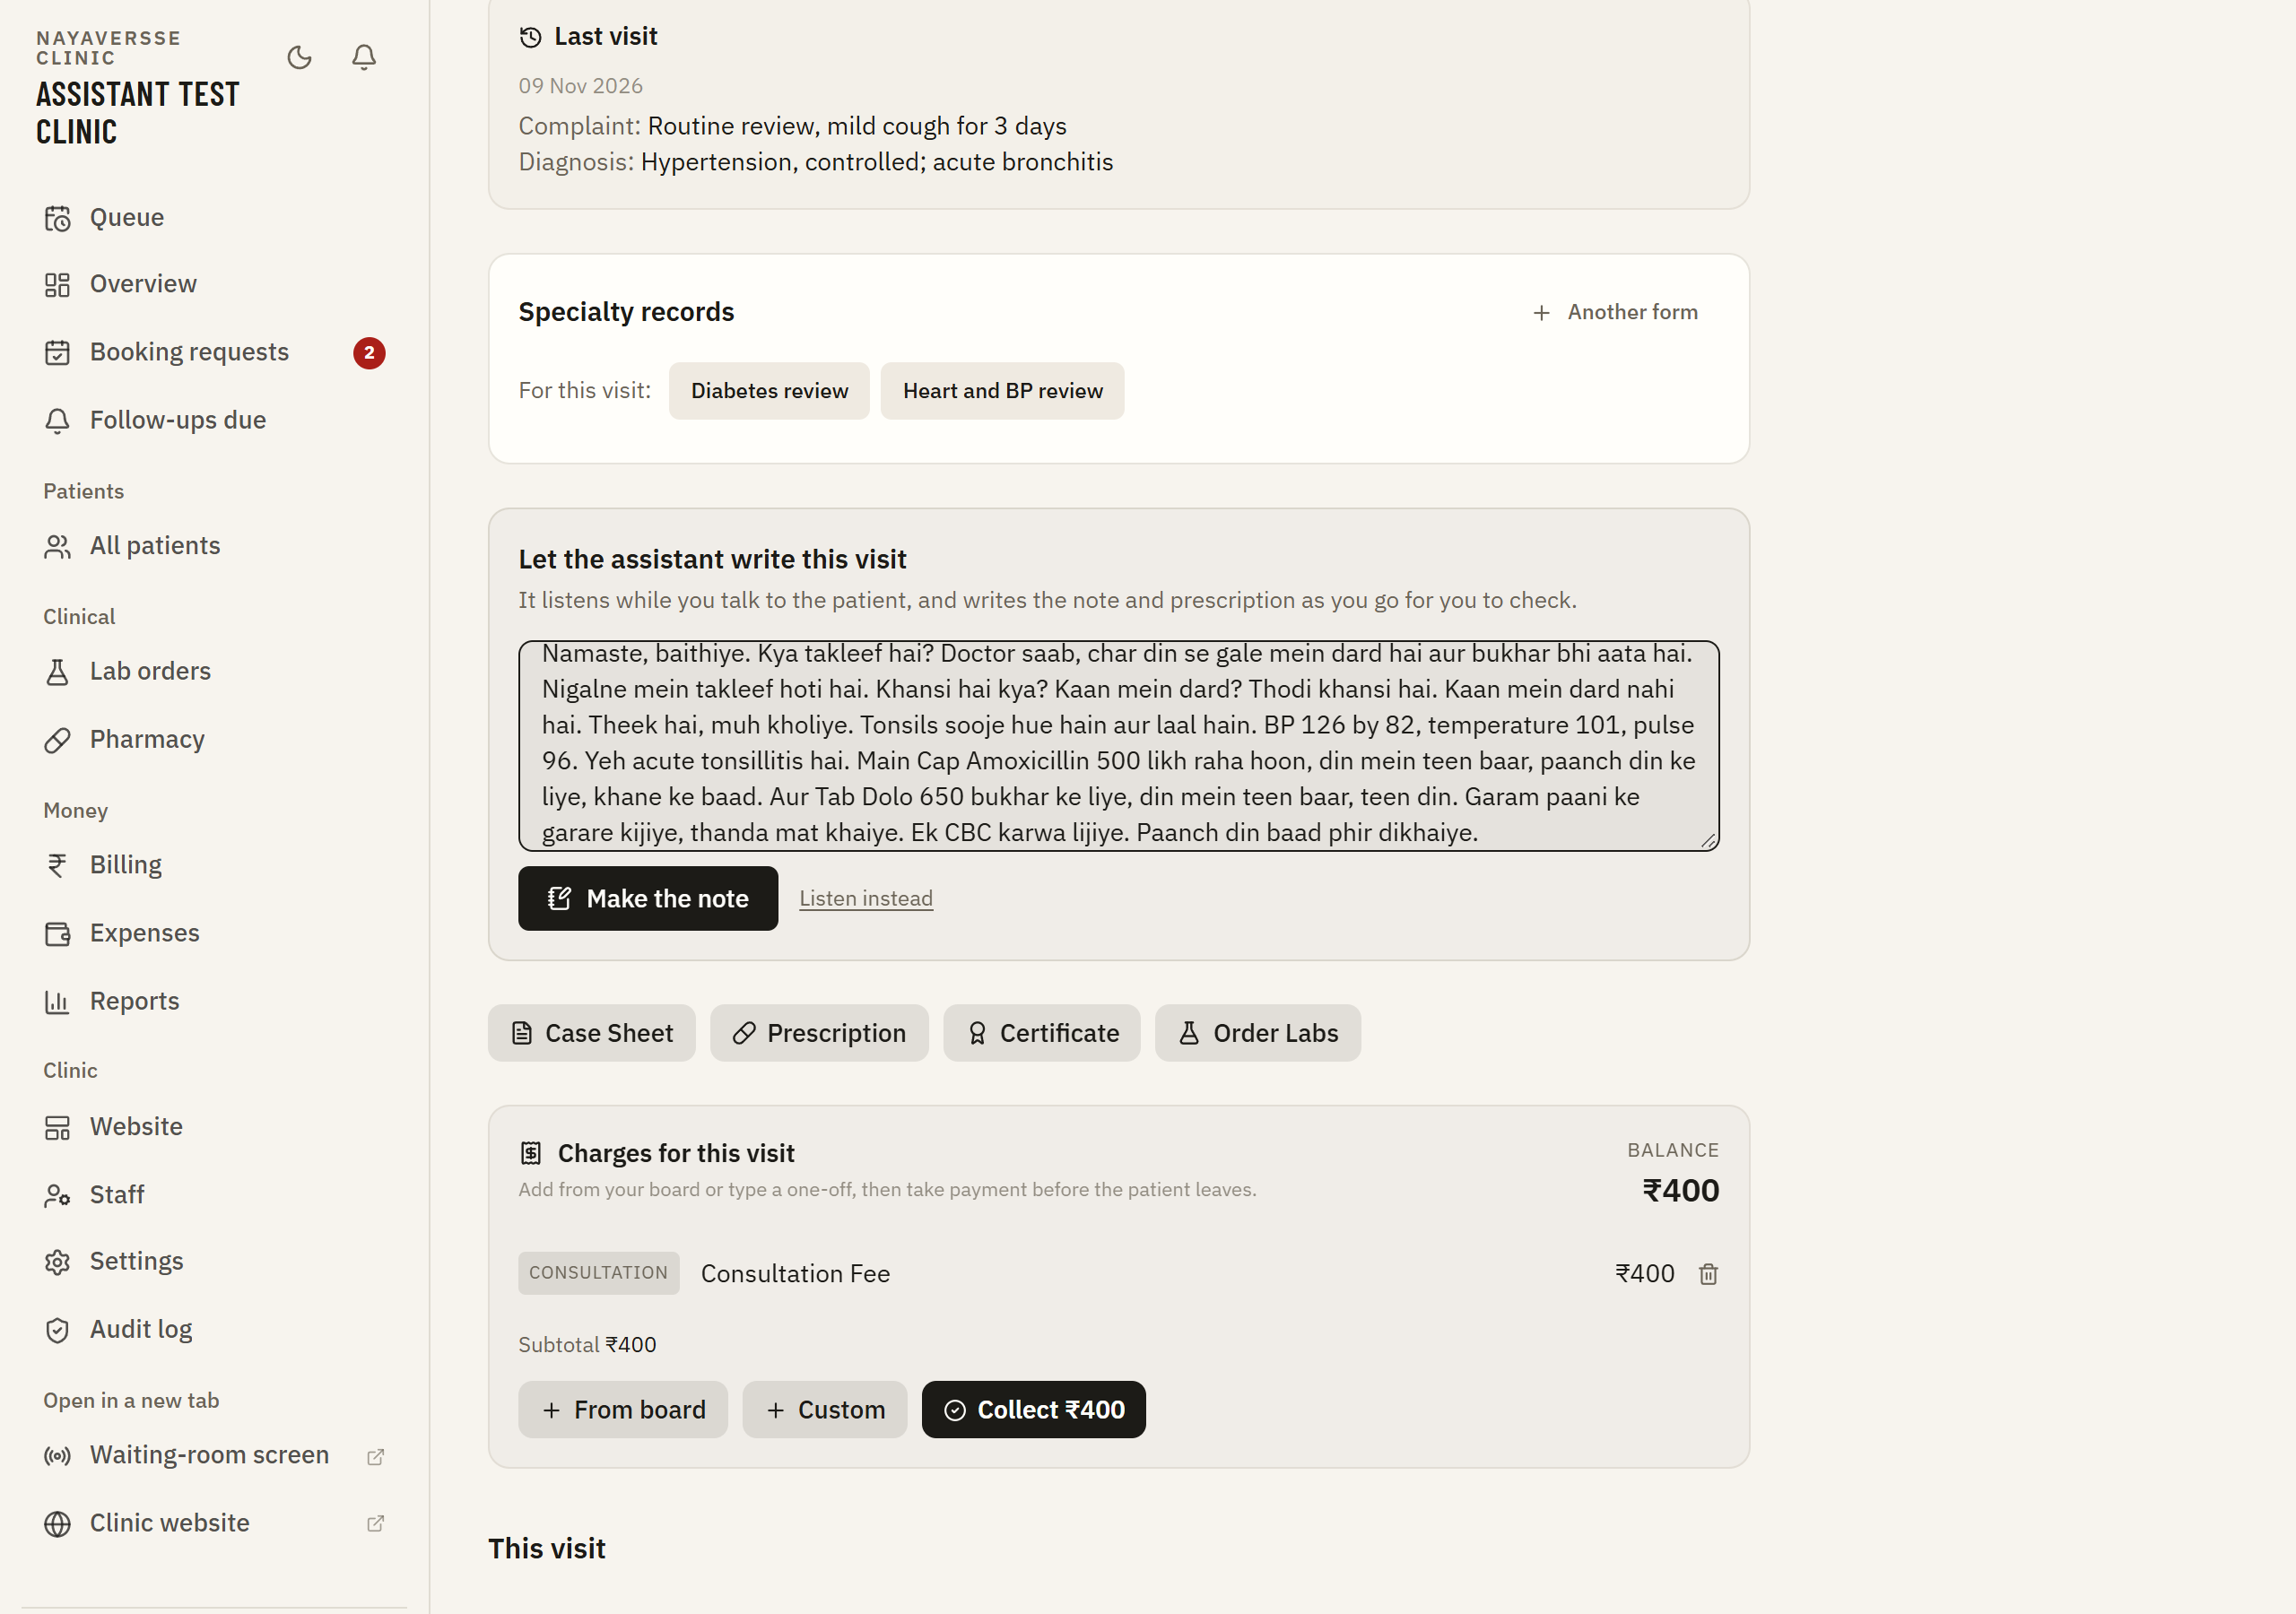 NAYAVERSSE
CLINIC
ASSISTANT TEST
CLINIC
Queue
Overview
Booking requests 2
Follow-ups due
Patients
All patients
Clinical
Lab orders
Pharmacy
Money
Billing
Expenses
Reports
Clinic
Website
Staff
Settings
Audit log
Open in a new tab
Waiting-room screen
Clinic website
Last visit
09 Nov 2026
Complaint: Routine review, mild cough for 3 days
Diagnosis: Hypertension, controlled; acute bronchitis
Specialty records
Another form
For this visit: Diabetes review Heart and BP review
Let the assistant write this visit
It listens while you talk to the patient, and writes the note and prescription as you go for you to check.
Namaste, baithiye. Kya takleef hai? Doctor saab, char din se gale mein dard hai aur bukhar bhi aata hai.
Nigalne mein takleef hoti hai. Khansi hai kya? Kaan mein dard? Thodi khansi hai. Kaan mein dard nahi
hai. Theek hai, muh kholiye. Tonsils sooje hue hain aur laal hain. BP 126 by 82, temperature 101, pulse
96. Yeh acute tonsillitis hai. Main Cap Amoxicillin 500 likh raha hoon, din mein teen baar, paanch din ke
liye, khane ke baad. Aur Tab Dolo 650 bukhar ke liye, din mein teen baar, teen din. Garam paani ke
garare kijiye, thanda mat khaiye. Ek CBC karwa lijiye. Paanch din baad phir dikhaiye.
Make the note Listen instead
Case Sheet Prescription Certificate Order Labs
Charges for this visit
BALANCE
Add from your board or type a one-off, then take payment before the patient leaves.
₹400
CONSULTATION Consultation Fee ₹400
Subtotal ₹400
From board Custom Collect ₹400
This visit